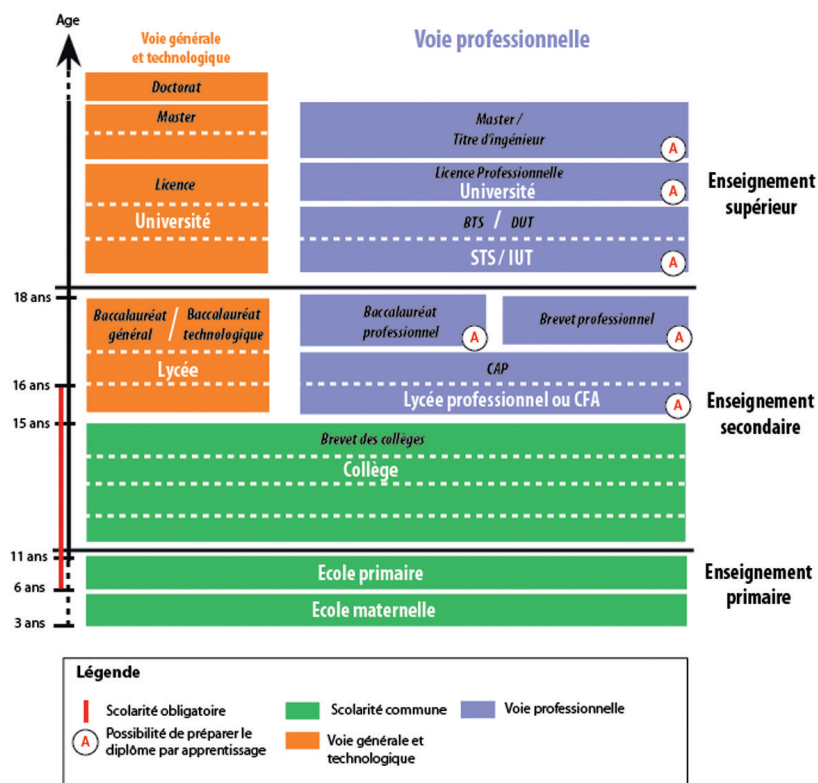 Age
Voie générale
et technologique
Voie professionnelle
Doctorat
Master
Master /
Titre d'ingénieur
A
Licence
Université
Licence Professionnelle
Université
A
BTS / DUT
STS / IUT
A
Enseignement
supérieur
18 ans
Baccalauréat
général
/
Baccalauréat
technologique
Lycée
Baccalauréat
professionnel
A
Brevet professionnel
A
16 ans
CAP
Lycée professionnel ou CFA
A
Enseignement
secondaire
15 ans
Brevet des collèges
Collège
11 ans
Ecole primaire
6 ans
Ecole maternelle
3 ans
Enseignement
primaire
Légende
Scolarité obligatoire
Scolarité commune
Voie professionnelle
A
Possibilité de préparer le
diplôme par apprentissage
Voie générale et
technologique